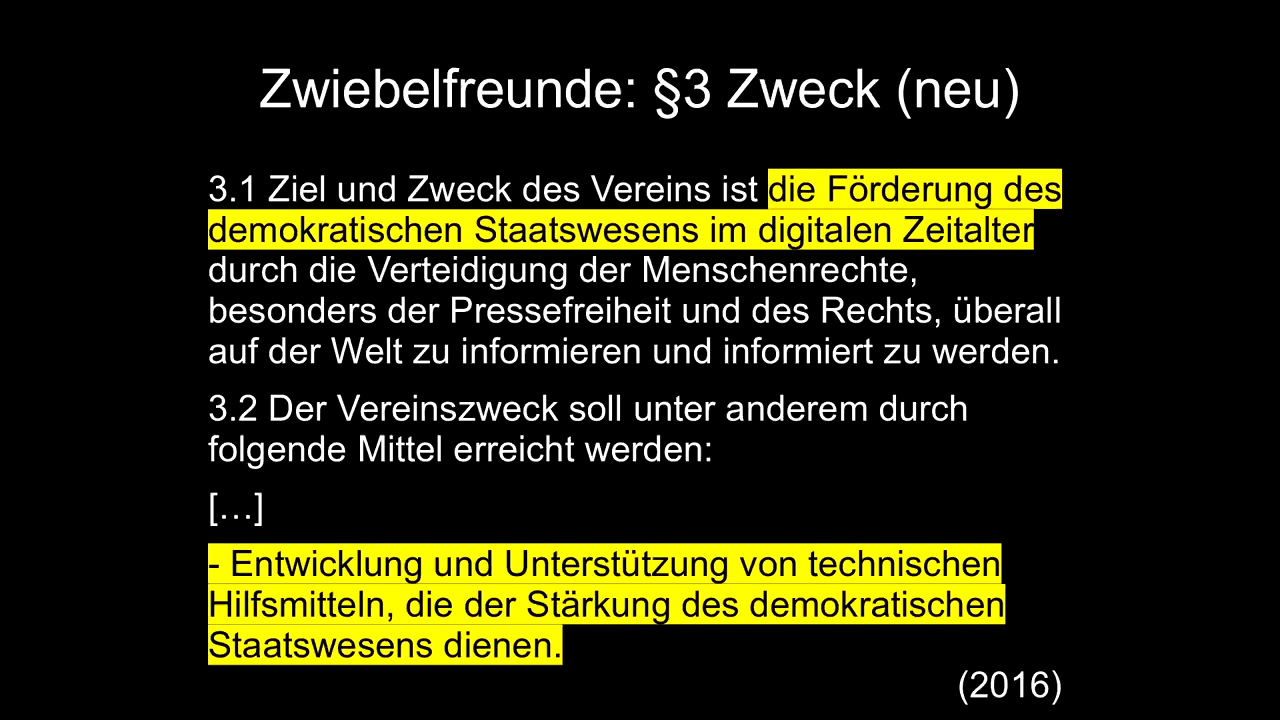 Zwiebelfreunde: §3 Zweck (neu)
3.1 Ziel und Zweck des Vereins ist die Förderung des
demokratischen Staatswesens im digitalen Zeitalter
durch die Verteidigung der Menschenrechte,
besonders der Pressefreiheit und des Rechts, überall
auf der Welt zu informieren und informiert zu werden.
3.2 Der Vereinszweck soll unter anderem durch
folgende Mittel erreicht werden:
[…]
- Entwicklung und Unterstützung von technischen
Hilfsmitteln, die der Stärkung des demokratischen
Staatswesens dienen.
(2016)